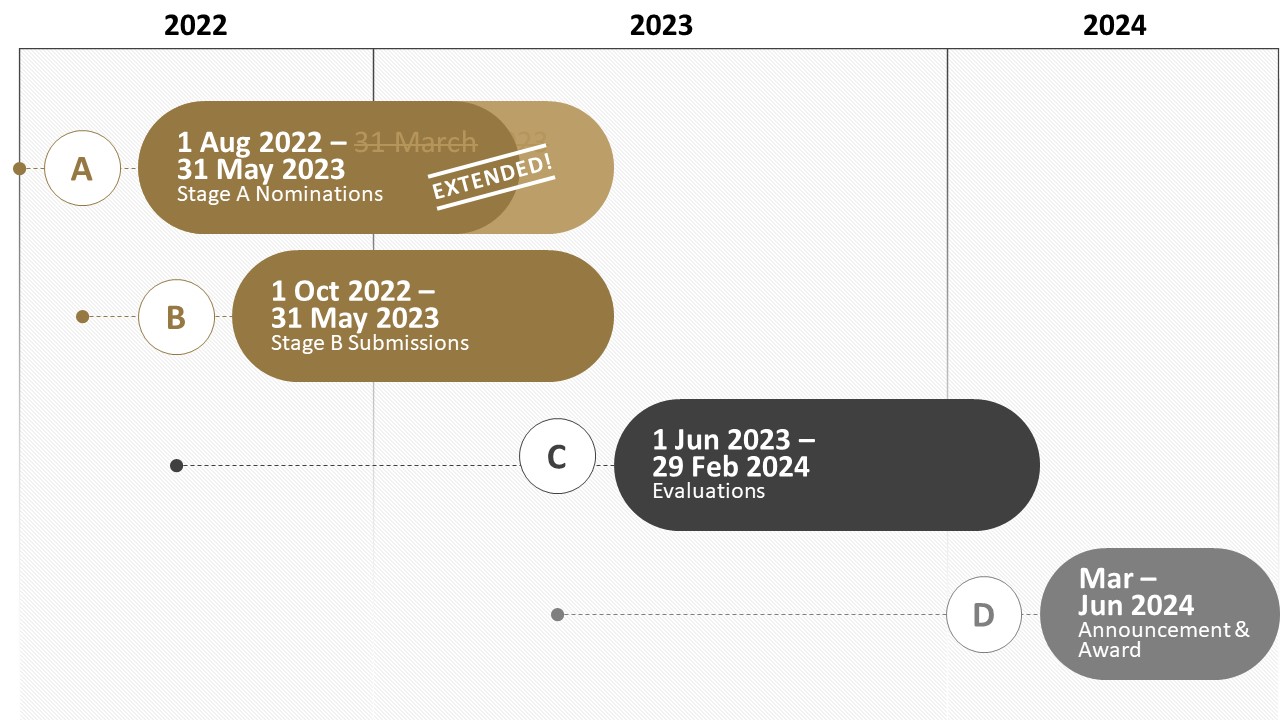 2022
2023
2024
A
1 Aug 2022 – 31 March 2023
31 May 2023
Stage A Nominations
EXTENDED!
B
1 Oct 2022 –
31 May 2023
Stage B Submissions
C
1 Jun 2023 –
29 Feb 2024
Evaluations
D
Mar –
Jun 2024
Announcement &
Award